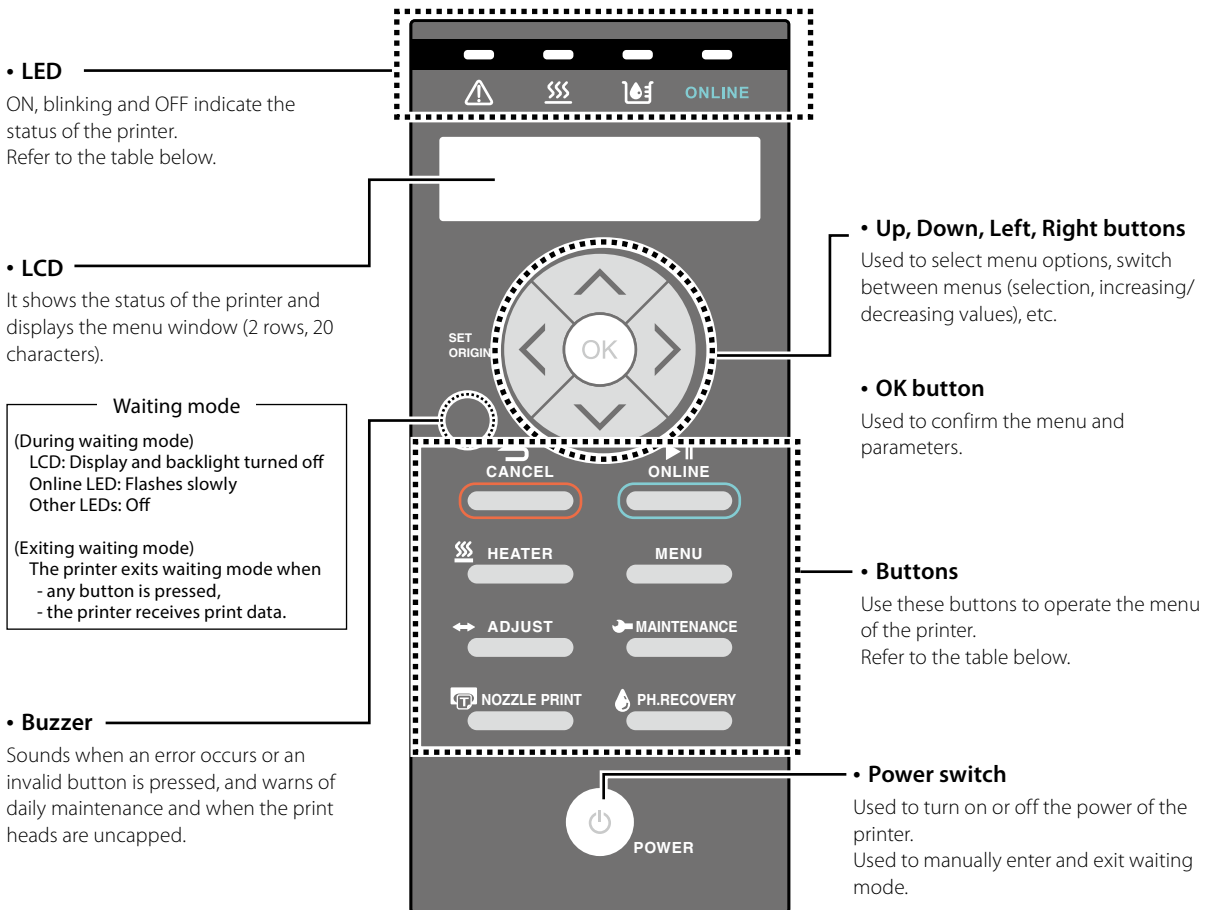 • LED
ON, blinking and OFF indicate the
status of the printer.
Refer to the table below.
• LCD
It shows the status of the printer and
displays the menu window (2 rows, 20
characters).
Waiting mode
(During waiting mode)
LCD: Display and backlight turned off
Online LED: Flashes slowly
Other LEDs: Off
(Exiting waiting mode)
The printer exits waiting mode when
- any button is pressed,
- the printer receives print data.
• Buzzer
Sounds when an error occurs or an
invalid button is pressed, and warns of
daily maintenance and when the print
heads are uncapped.
ONLINE
SET
ORIGIN
OK
CANCEL
ONLINE
HEATER
MENU
ADJUST
MAINTENANCE
NOZZLE PRINT
PH.RECOVERY
POWER
• Up, Down, Left, Right buttons
Used to select menu options, switch
between menus (selection, increasing/
decreasing values), etc.
• OK button
Used to confirm the menu and
parameters.
• Buttons
Use these buttons to operate the menu
of the printer.
Refer to the table below.
• Power switch
Used to turn on or off the power of the
printer.
Used to manually enter and exit waiting
mode.